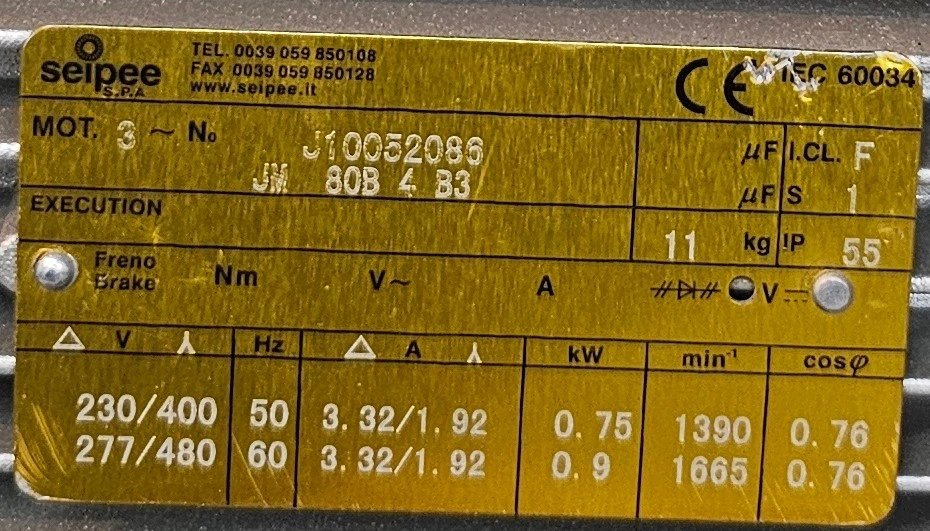 seipee
S.P.A
TEL. 0039 059 850108
FAX 0039 059 850128
www.seipee.it
CE IEC 60034
MOT. 3 ~ No J10052086
JM 80B 4 B3
µF I.CL. F
µF S 1
EXECUTION
11 kg IP 55
Freno
Brake
Nm V~ A V
△ V Hz △ A kW min⁻¹ cosφ
230/400 50 3.32/1.92 0.75 1390 0.76
277/480 60 3.32/1.92 0.9 1665 0.76